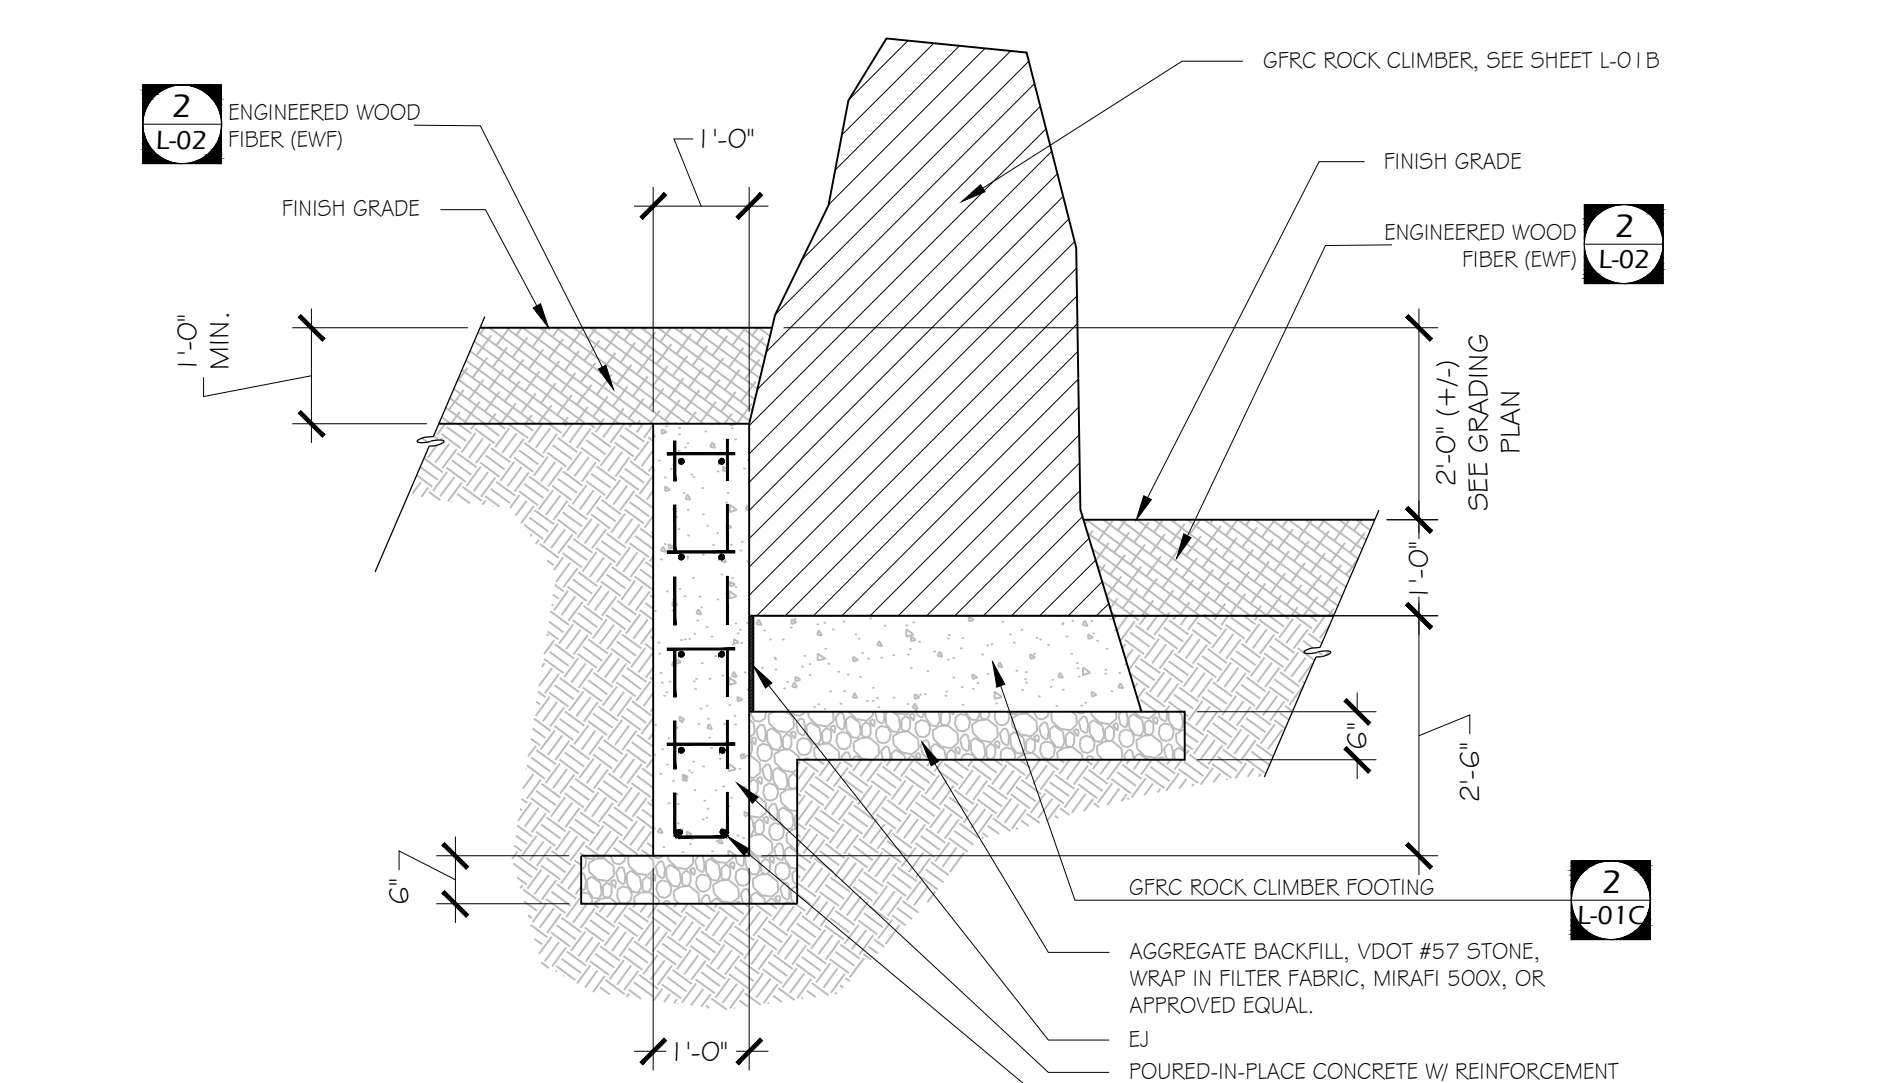 GFRC ROCK CLIMBER, SEE SHEET L-01B
2
L-02
ENGINEERED WOOD
FIBER (EWF)
1'-0"
FINISH GRADE
FINISH GRADE
ENGINEERED WOOD
FIBER (EWF)
2
L-02
1'-0"
MIN.
2'-0" (+/-)
SEE GRADING
PLAN
1'-0"
6"
2'-6"
6"
GFRC ROCK CLIMBER FOOTING
2
L-01C
AGGREGATE BACKFILL, VDOT #57 STONE,
WRAP IN FILTER FABRIC, MIRAFI 500X, OR
APPROVED EQUAL.
EJ
1'-0"
POURED-IN-PLACE CONCRETE W/ REINFORCEMENT